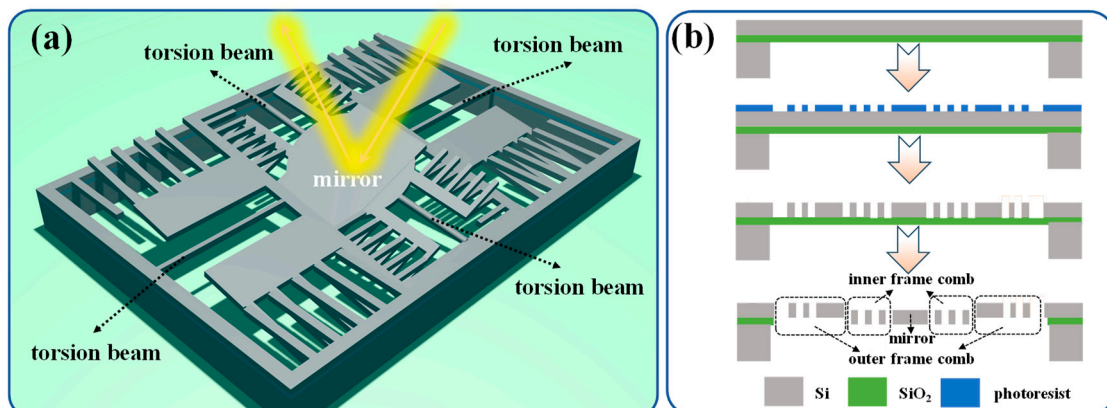 (a)
torsion beam
torsion beam
mirror
torsion beam
torsion beam
(b)
inner frame comb
mirror
outer frame comb
Si
SiO₂
photoresist